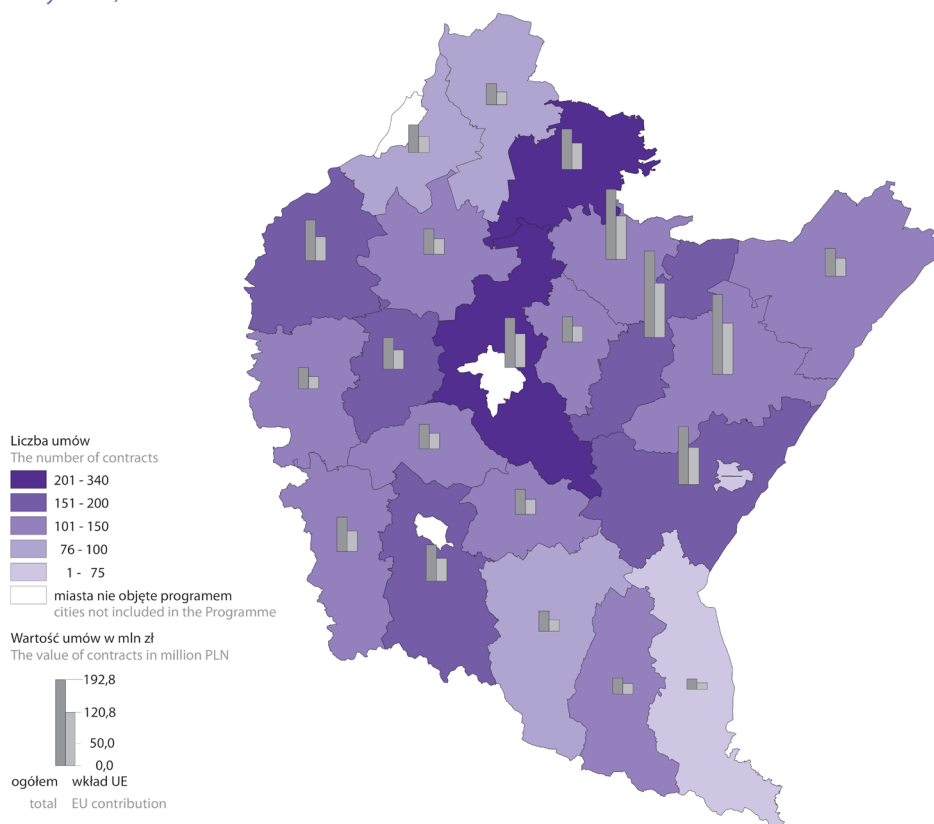 Liczba umów
The number of contracts
201 - 340
151 - 200
101 - 150
76 - 100
1 - 75
miasta nie objęte programem
cities not included in the Programme
Wartość umów w mln zł
The value of contracts in million PLN
192,8
120,8
50,0
0,0
ogółem wkład UE
total EU contribution